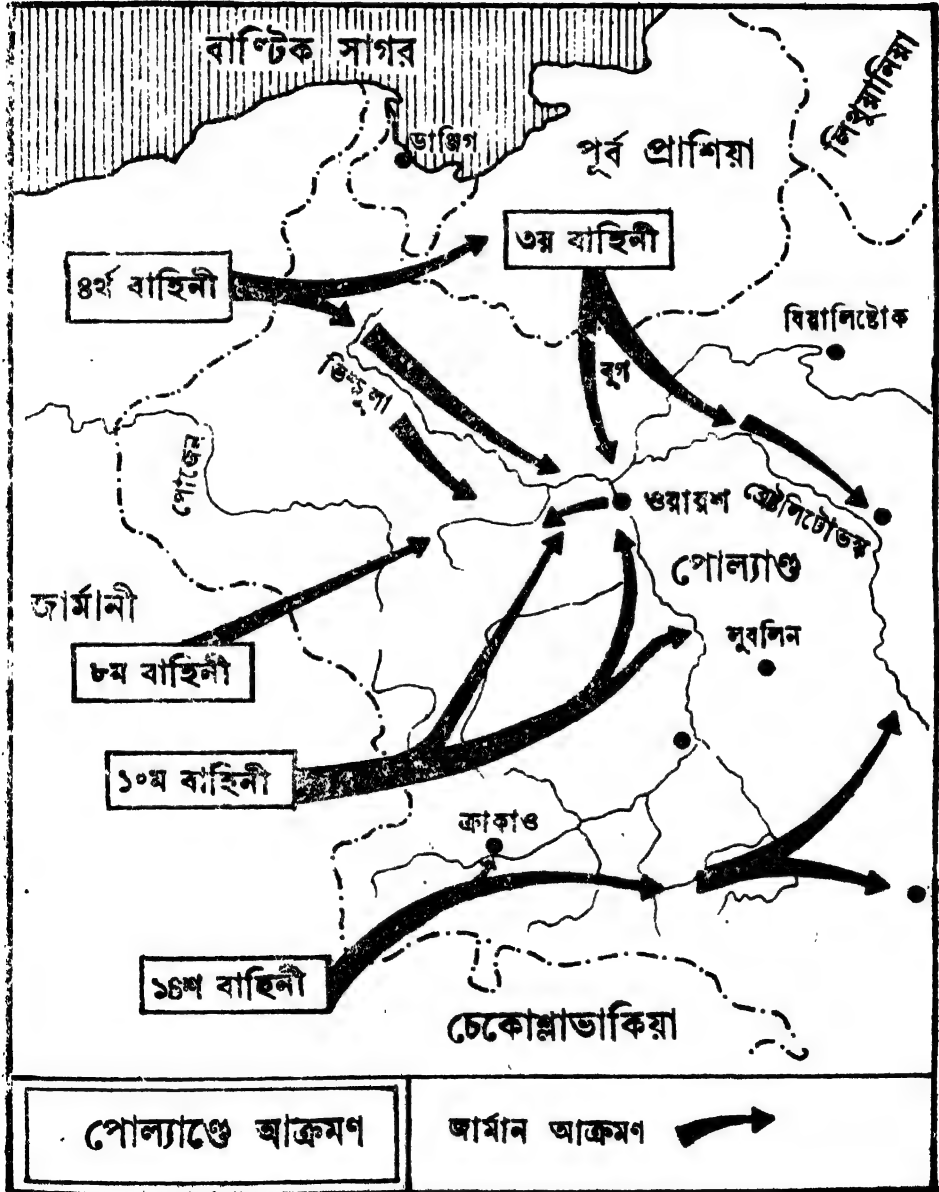 বাল্টিক সাগর
লিথুয়ানিয়া
ডাঞ্জিগ
পূর্ব প্রাশিয়া
৩য় বাহিনী
৪র্থ বাহিনী
বিয়ালিষ্টোক
ভিশ্চুলা
বুগ
পোজেন
ওয়ারশ
ব্রেষ্টলিটোভস্ক
পোল্যাণ্ড
জার্মানী
লুবলিন
৮ম বাহিনী
১০ম বাহিনী
ক্রাকাও
১৪শ বাহিনী
চেকোশ্লাভাকিয়া
পোল্যাণ্ডে আক্রমণ
জার্মান আক্রমণ